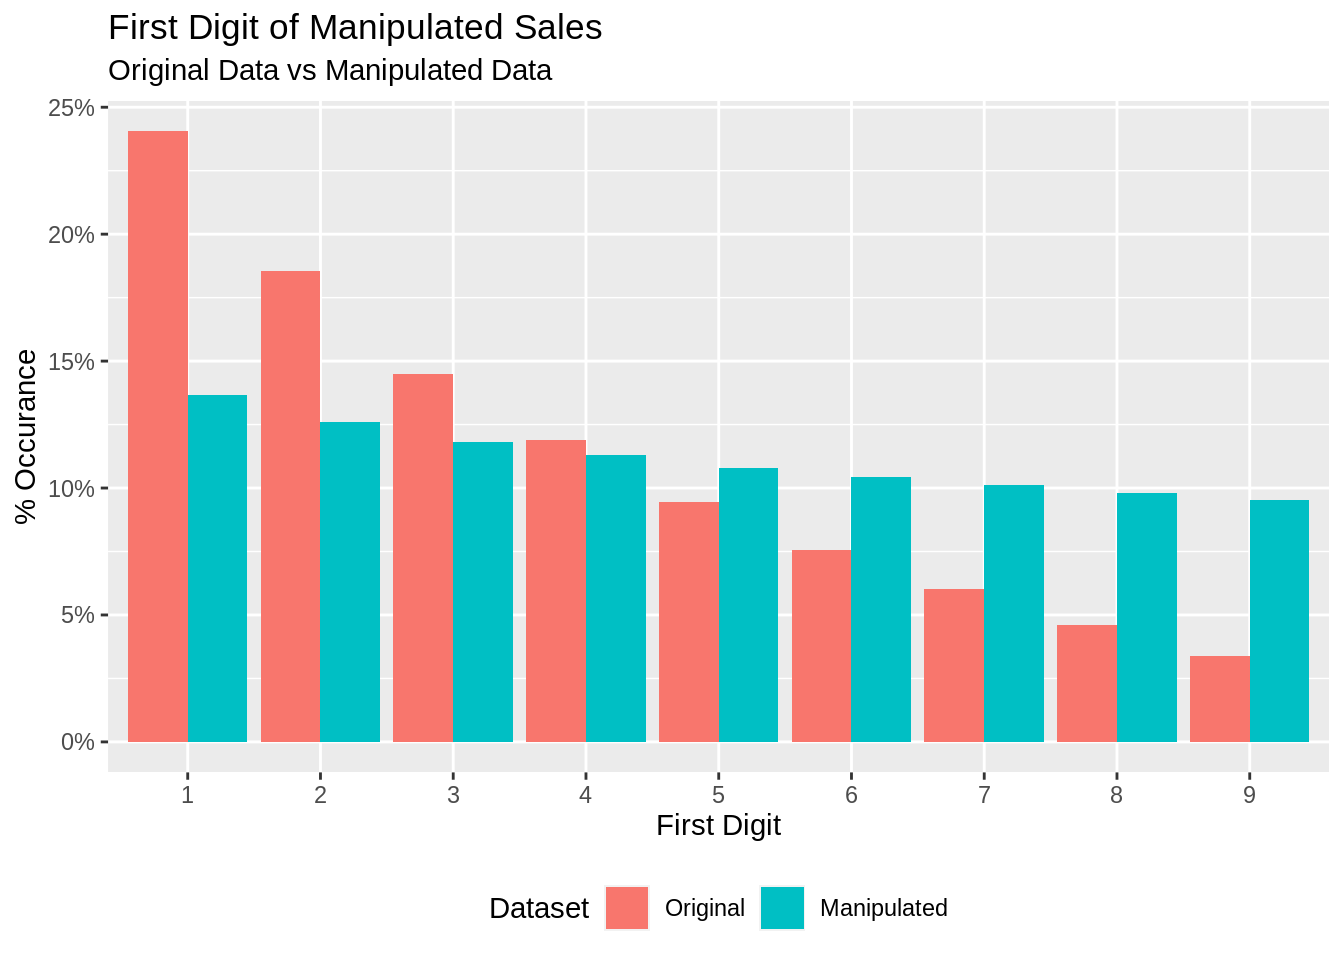 First Digit of Manipulated Sales
Original Data vs Manipulated Data
25%
20%
15%
10%
5%
0%
% Occurance
1 2 3 4 5 6 7 8 9
First Digit
Dataset Original Manipulated